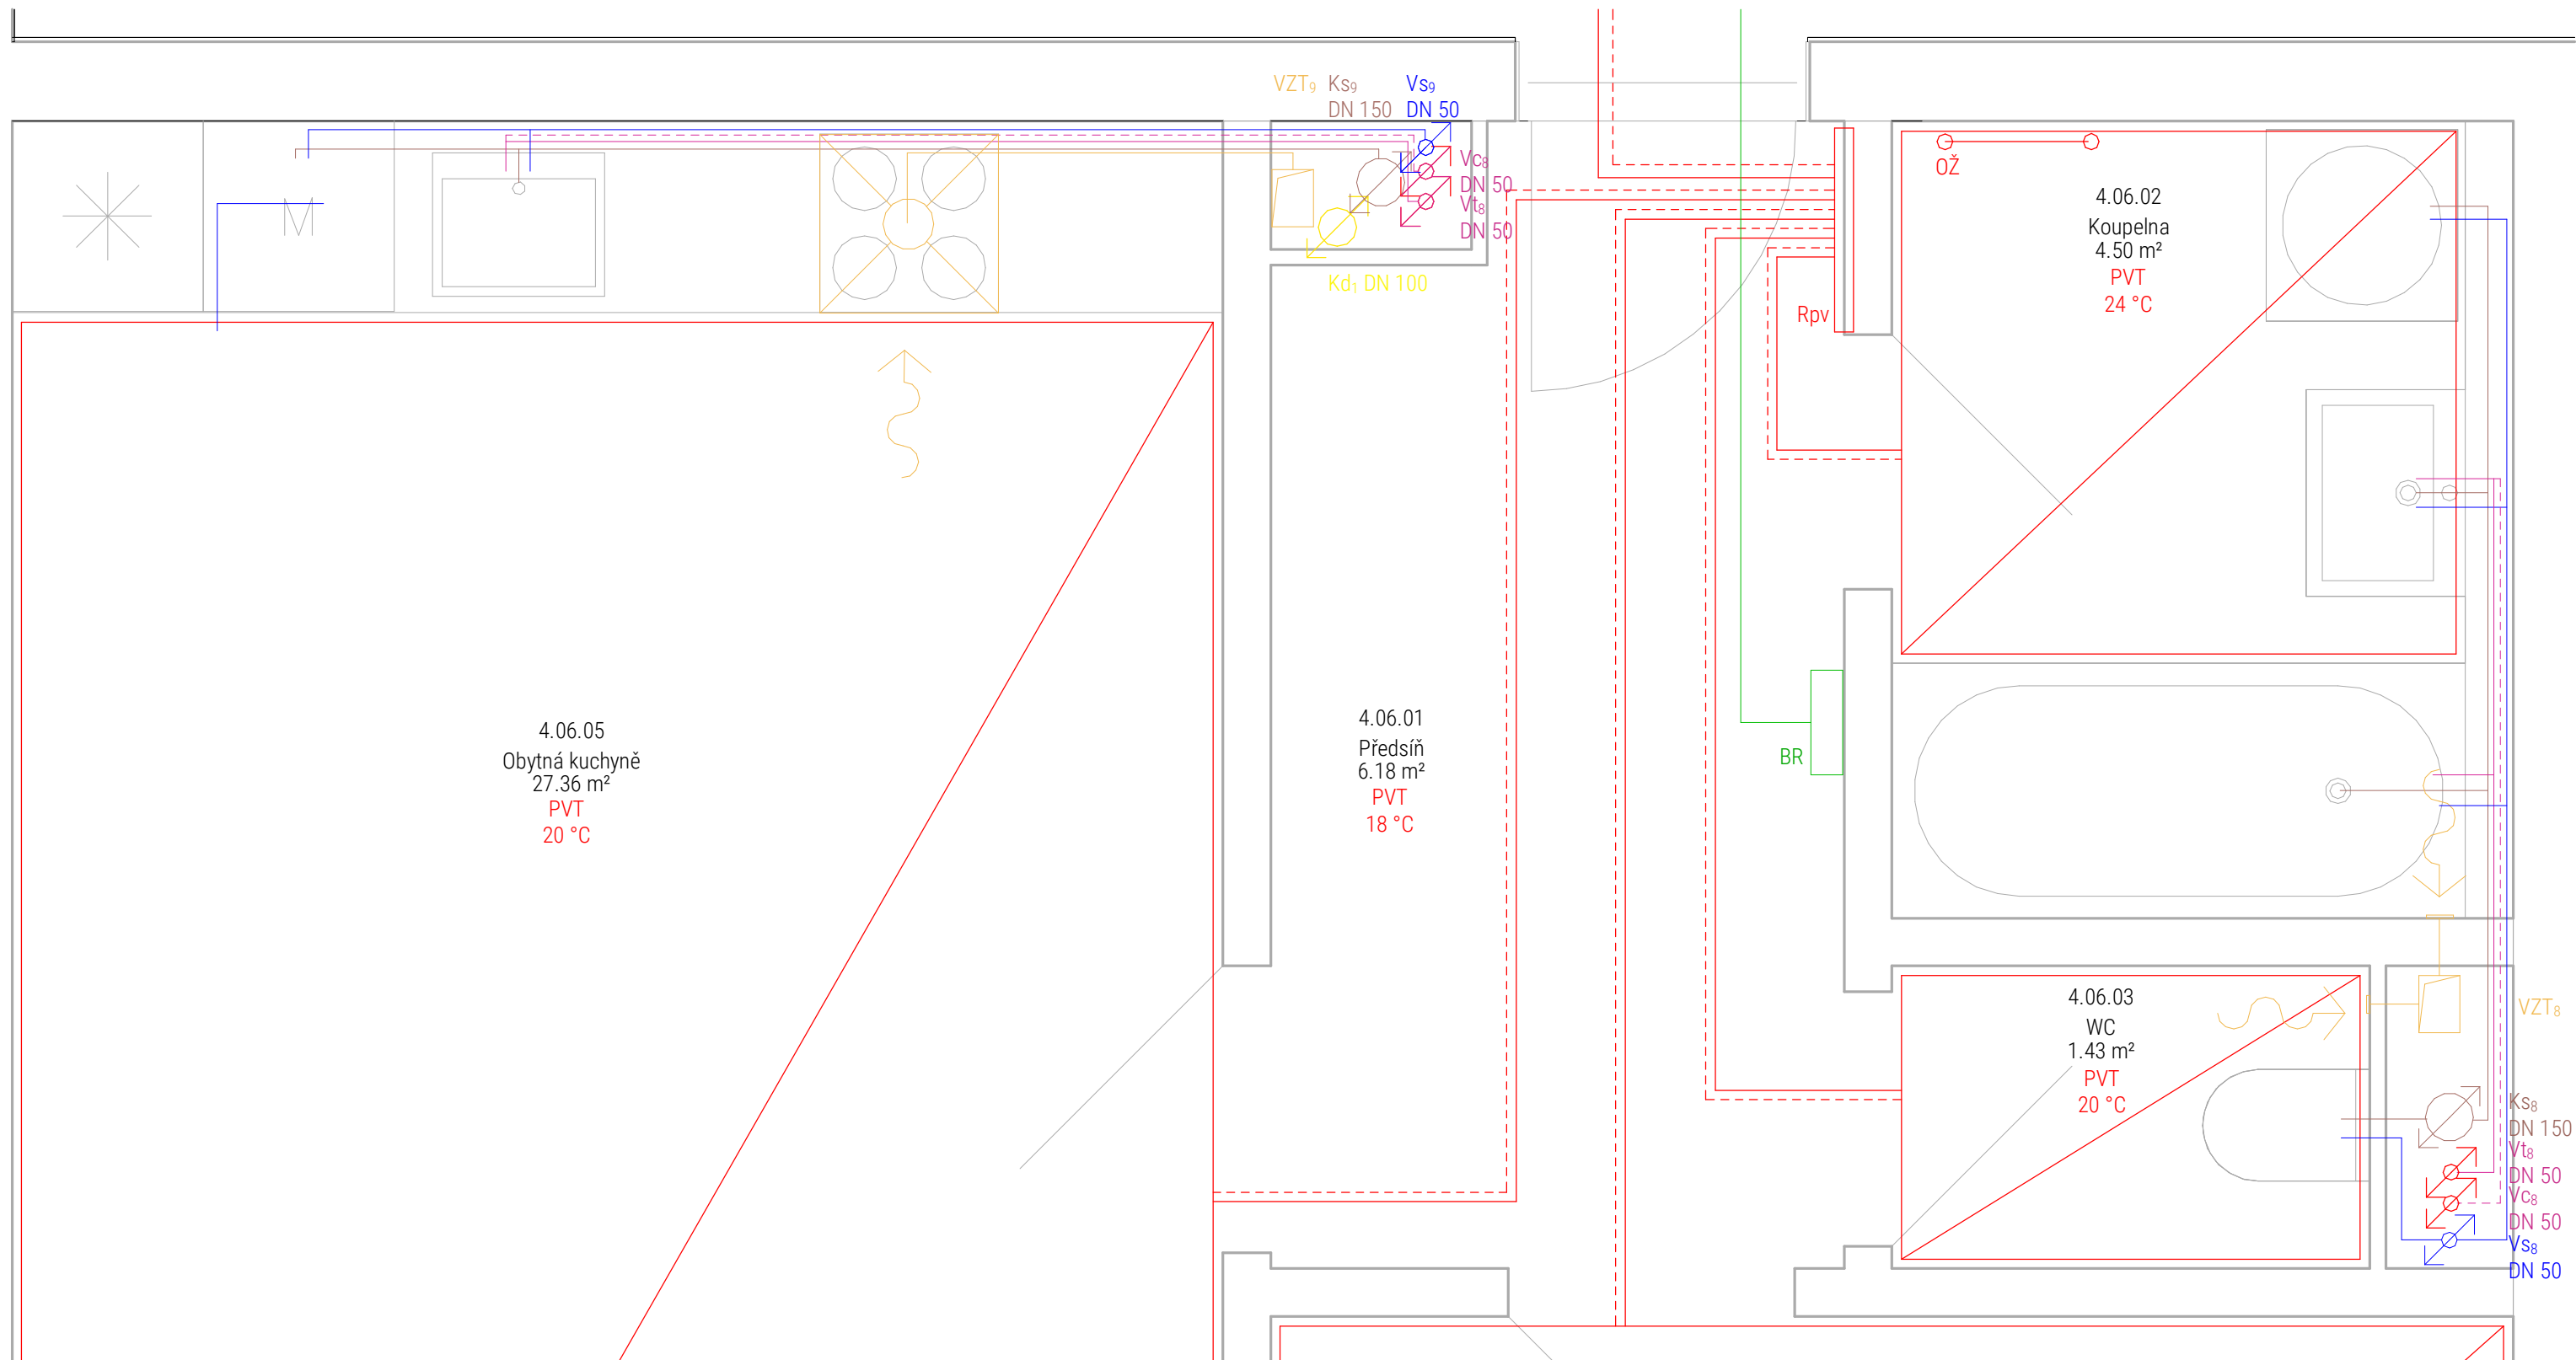 VZT₉
Ks₉
DN 150
Vs₉
DN 50
Vc₈
DN 50
Vt₈
DN 50
Kd₁ DN 100
M
OŽ
4.06.02
Koupelna
4.50 m²
PVT
24 °C
Rpv
4.06.05
Obytná kuchyně
27.36 m²
PVT
20 °C
4.06.01
Předsíň
6.18 m²
PVT
18 °C
BR
4.06.03
WC
1.43 m²
PVT
20 °C
VZT₈
Ks₈
DN 150
Vt₈
DN 50
Vc₈
DN 50
Vs₈
DN 50